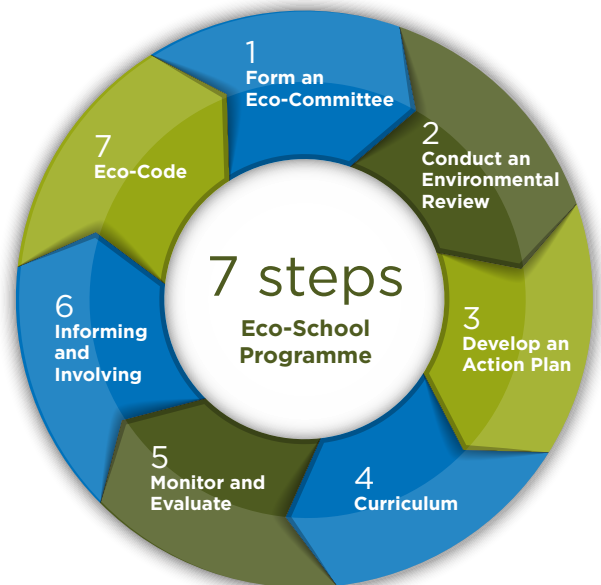 7 steps
Eco-School
Programme
1
Form an
Eco-Committee
2
Conduct an
Environmental
Review
3
Develop an
Action Plan
4
Curriculum
5
Monitor and
Evaluate
6
Informing
and
Involving
7
Eco-Code